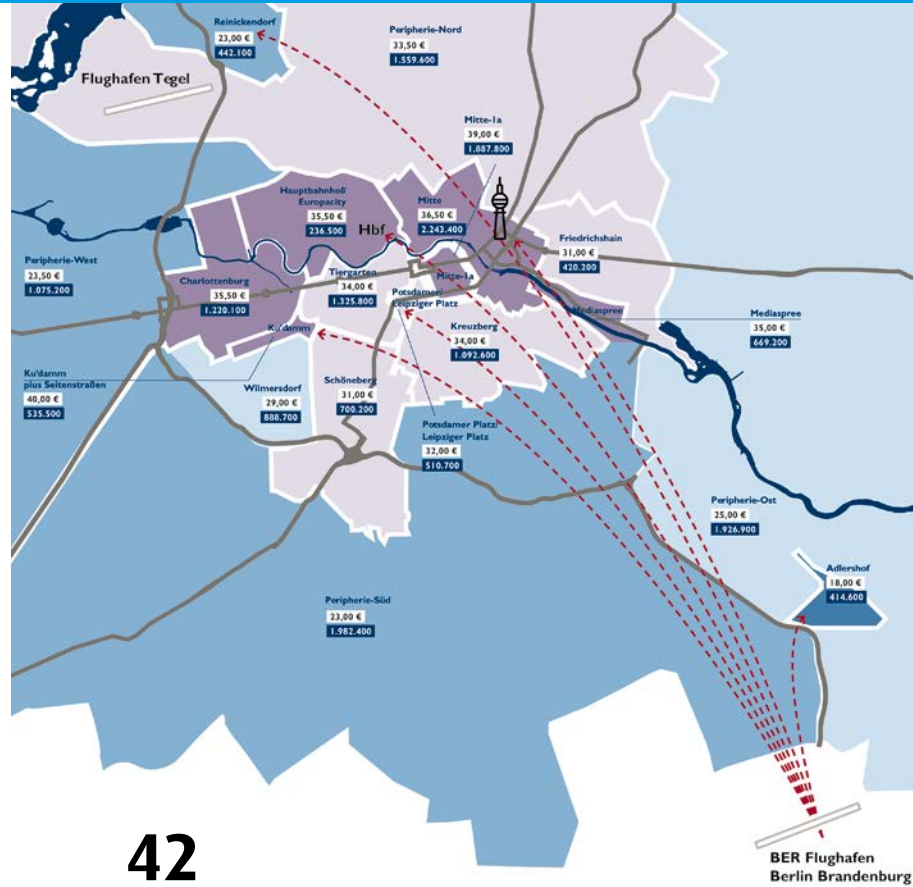 Reinickendorf
23,00 €
442.100
Peripherie-Nord
33,50 €
1.559.600
Flughafen Tegel
Mitte-1a
39,00 €
1.887.800
Hauptbahnhof/
Europacity
35,50 €
236.500
Hbf
Mitte
36,50 €
2.243.400
Friedrichshain
31,00 €
420.200
Peripherie-West
23,50 €
1.075.200
Charlottenburg
35,50 €
1.220.100
Tiergarten
34,00 €
1.325.800
Mitte-1a
Potsdamer/
Leipziger Platz
Mediaspree
Mediaspree
35,00 €
669.200
Ku'damm
Kreuzberg
34,00 €
1.092.600
Ku'damm
plus Seitenstraßen
40,00 €
535.500
Wilmersdorf
29,00 €
888.700
Schöneberg
31,00 €
700.200
Potsdamer Platz/
Leipziger Platz
32,00 €
510.700
Peripherie-Ost
25,00 €
1.926.900
Adlershof
18,00 €
414.600
Peripherie-Süd
23,00 €
1.982.400
42
BER Flughafen
Berlin Brandenburg